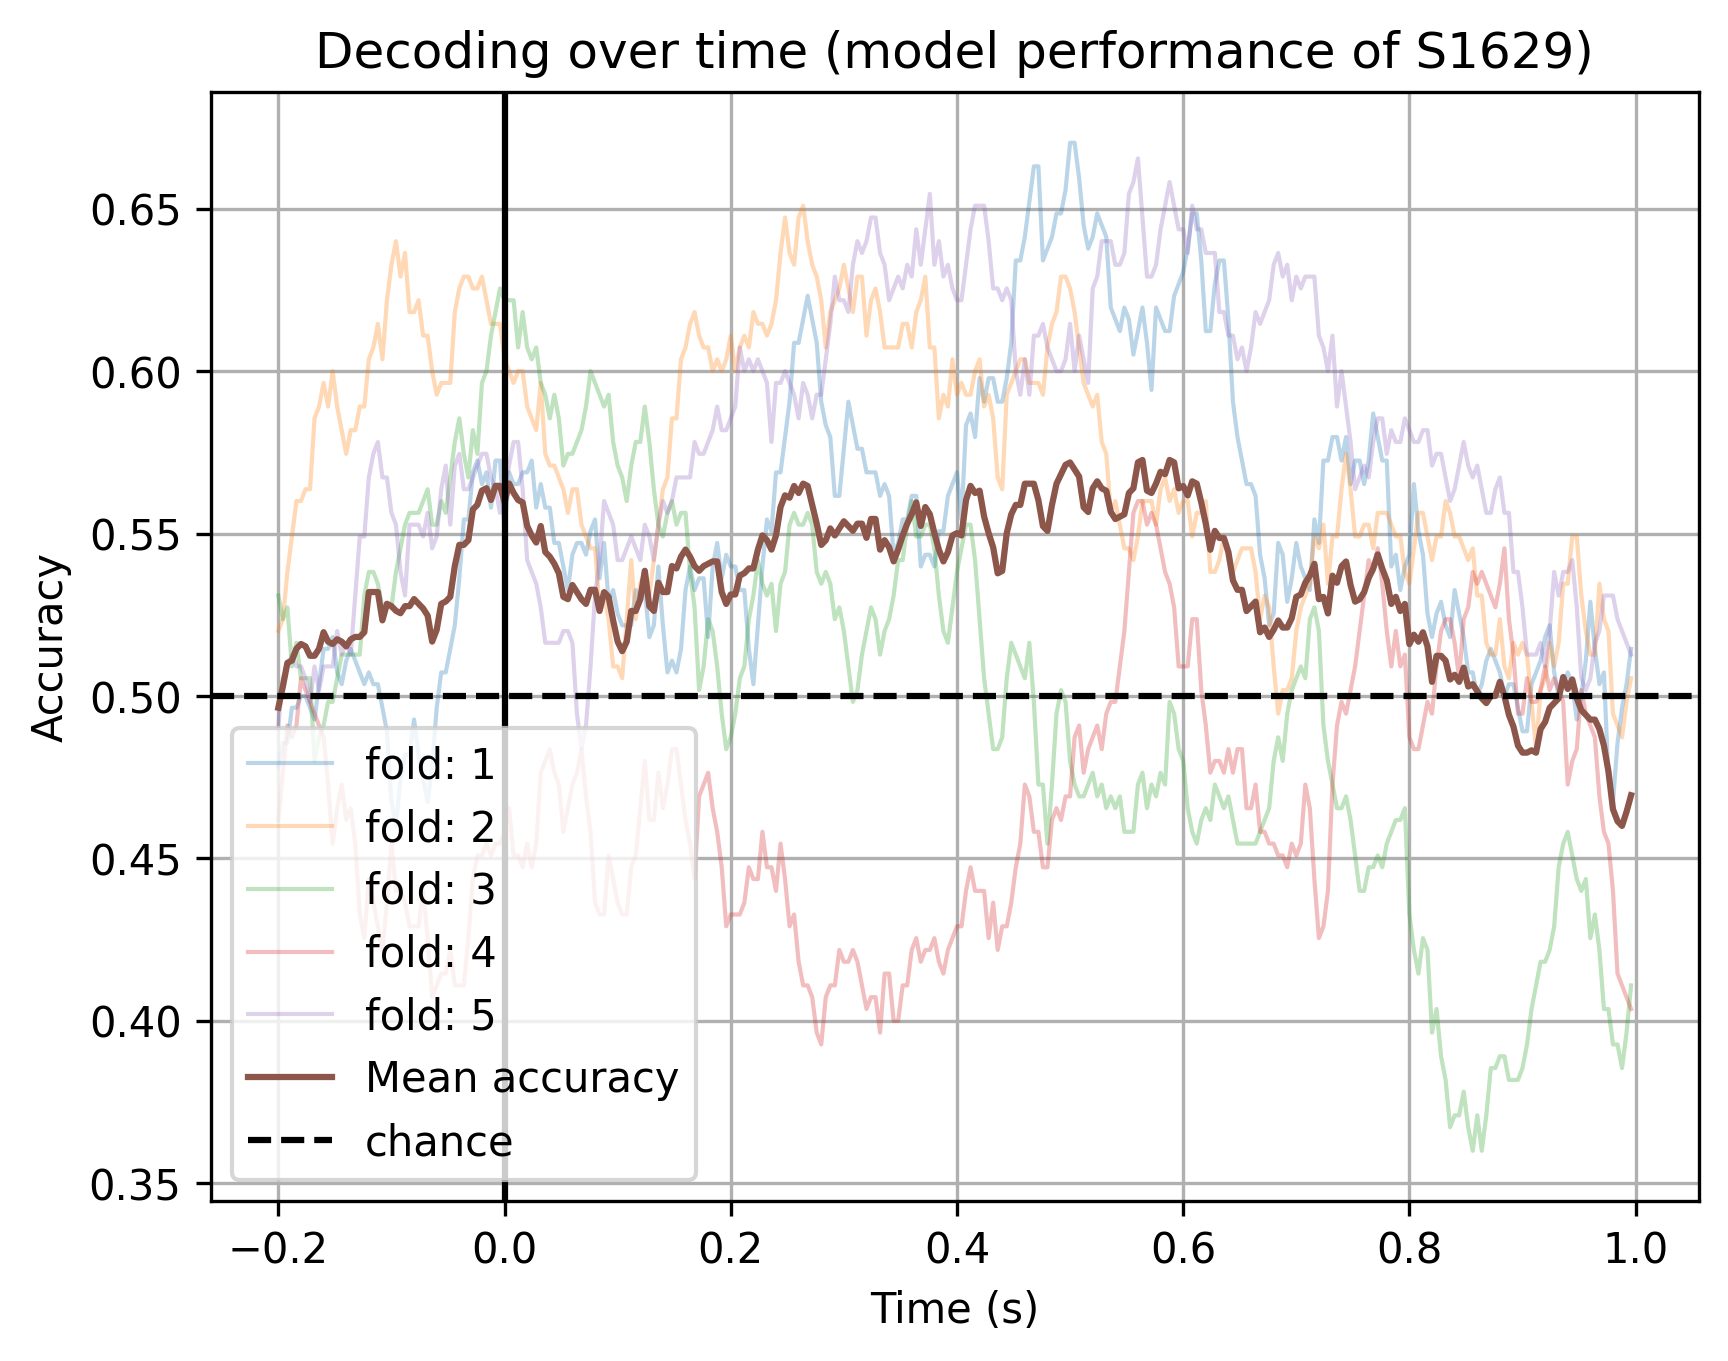 Decoding over time (model performance of S1629)
Accuracy
0.65
0.60
0.55
0.50
0.45
0.40
0.35
fold: 1
fold: 2
fold: 3
fold: 4
fold: 5
Mean accuracy
chance
−0.2
0.0
0.2
0.4
0.6
0.8
1.0
Time (s)